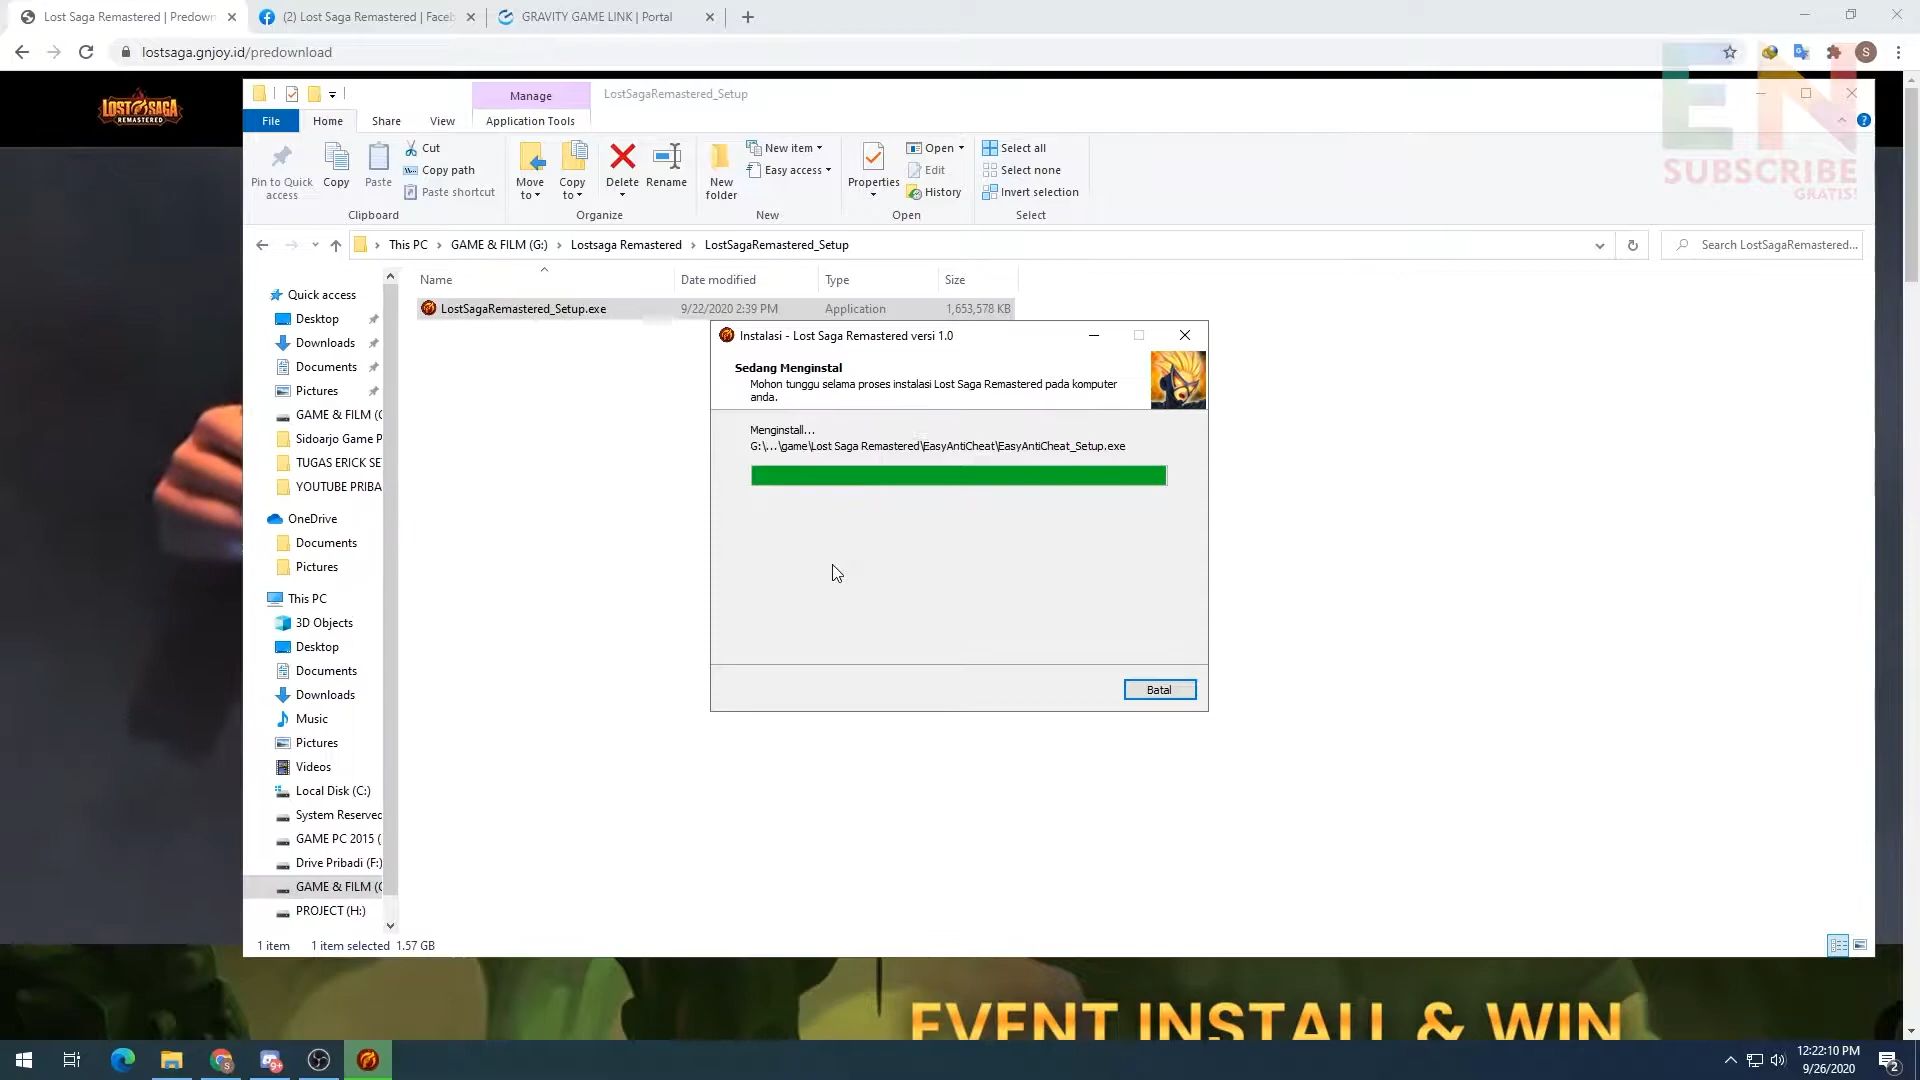 Lost Saga Remastered | Predown
(2) Lost Saga Remastered | Faceb
GRAVITY GAME LINK | Portal
lostsaga.gnjoy.id/predownload
S
EN
SUBSCRIBE
GRATIS!
LOST SAGA
REMASTERED
Manage
LostSagaRemastered_Setup
File
Home
Share
View
Application Tools
Pin to Quick access
Copy
Paste
Cut
Copy path
Paste shortcut
Clipboard
Move to
Copy to
Delete
Rename
Organize
New folder
New item
Easy access
New
Properties
Open
Edit
History
Open
Select all
Select none
Invert selection
Select
This PC > GAME & FILM (G:) > Lostsaga Remastered > LostSagaRemastered_Setup
Search LostSagaRemastered...
Name
Date modified
Type
Size
LostSagaRemastered_Setup.exe
9/22/2020 2:39 PM
Application
1,653,578 KB
Quick access
Desktop
Downloads
Documents
Pictures
GAME & FILM (G
Sidoarjo Game P
TUGAS ERICK SE
YOUTUBE PRIBA
OneDrive
Documents
Pictures
This PC
3D Objects
Desktop
Documents
Downloads
Music
Pictures
Videos
Local Disk (C:)
System Reserved
GAME PC 2015 (
Drive Pribadi (F:)
GAME & FILM (G
PROJECT (H:)
Instalasi - Lost Saga Remastered versi 1.0
Sedang Menginstal
Mohon tunggu selama proses instalasi Lost Saga Remastered pada komputer
anda.
Menginstall...
G:\...\game\Lost Saga Remastered\EasyAntiCheat\EasyAntiCheat_Setup.exe
Batal
1 item
1 item selected
1.57 GB
EVENT INSTALL & WIN
9+
12:22:10 PM
9/26/2020
2